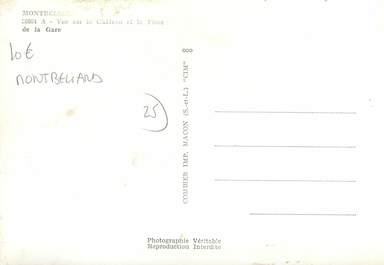 MONTBELIARD
10004 A - Vue sur le Château et la Place
de la Gare
10€
MONTBELIARD
25
COMBIER IMP. MACON (S.-et-L.) "CIM"
Photographie Véritable
Reproduction Interdite